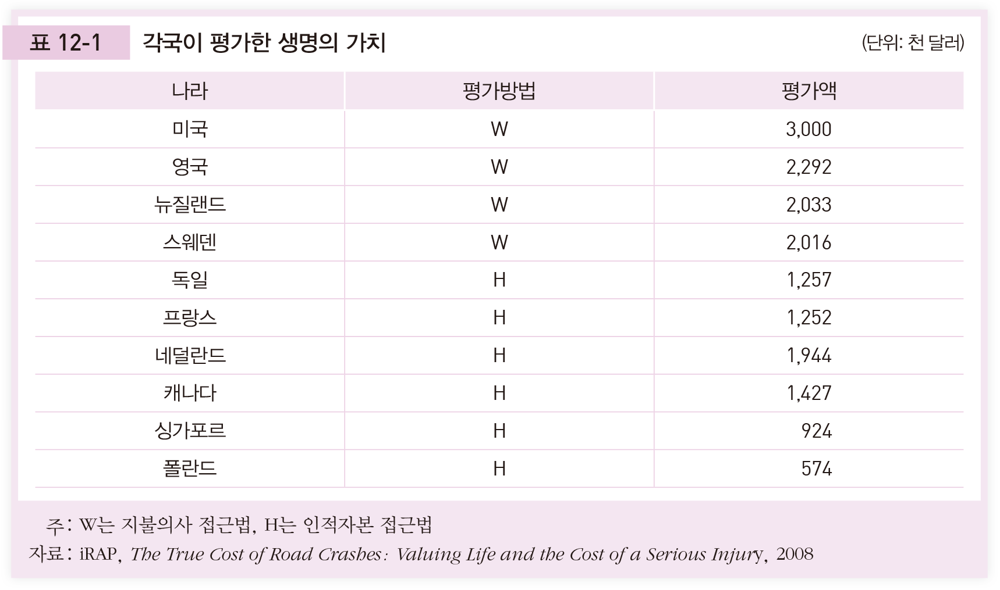 표 12-1 각국이 평가한 생명의 가치 (단위: 천 달러)
나라 평가방법 평가액
미국 W 3,000
영국 W 2,292
뉴질랜드 W 2,033
스웨덴 W 2,016
독일 H 1,257
프랑스 H 1,252
네덜란드 H 1,944
캐나다 H 1,427
싱가포르 H 924
폴란드 H 574
주: W는 지불의사 접근법, H는 인적자본 접근법
자료: iRAP, The True Cost of Road Crashes: Valuing Life and the Cost of a Serious Injury, 2008